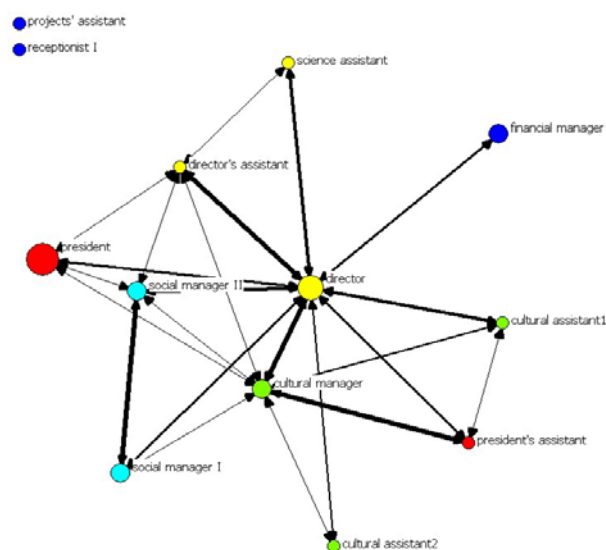 projects' assistant
receptionist I
science assistant
financial manager
director's assistant
president
social manager II
director
cultural assistant1
cultural manager
president's assistant
social manager I
cultural assistant2